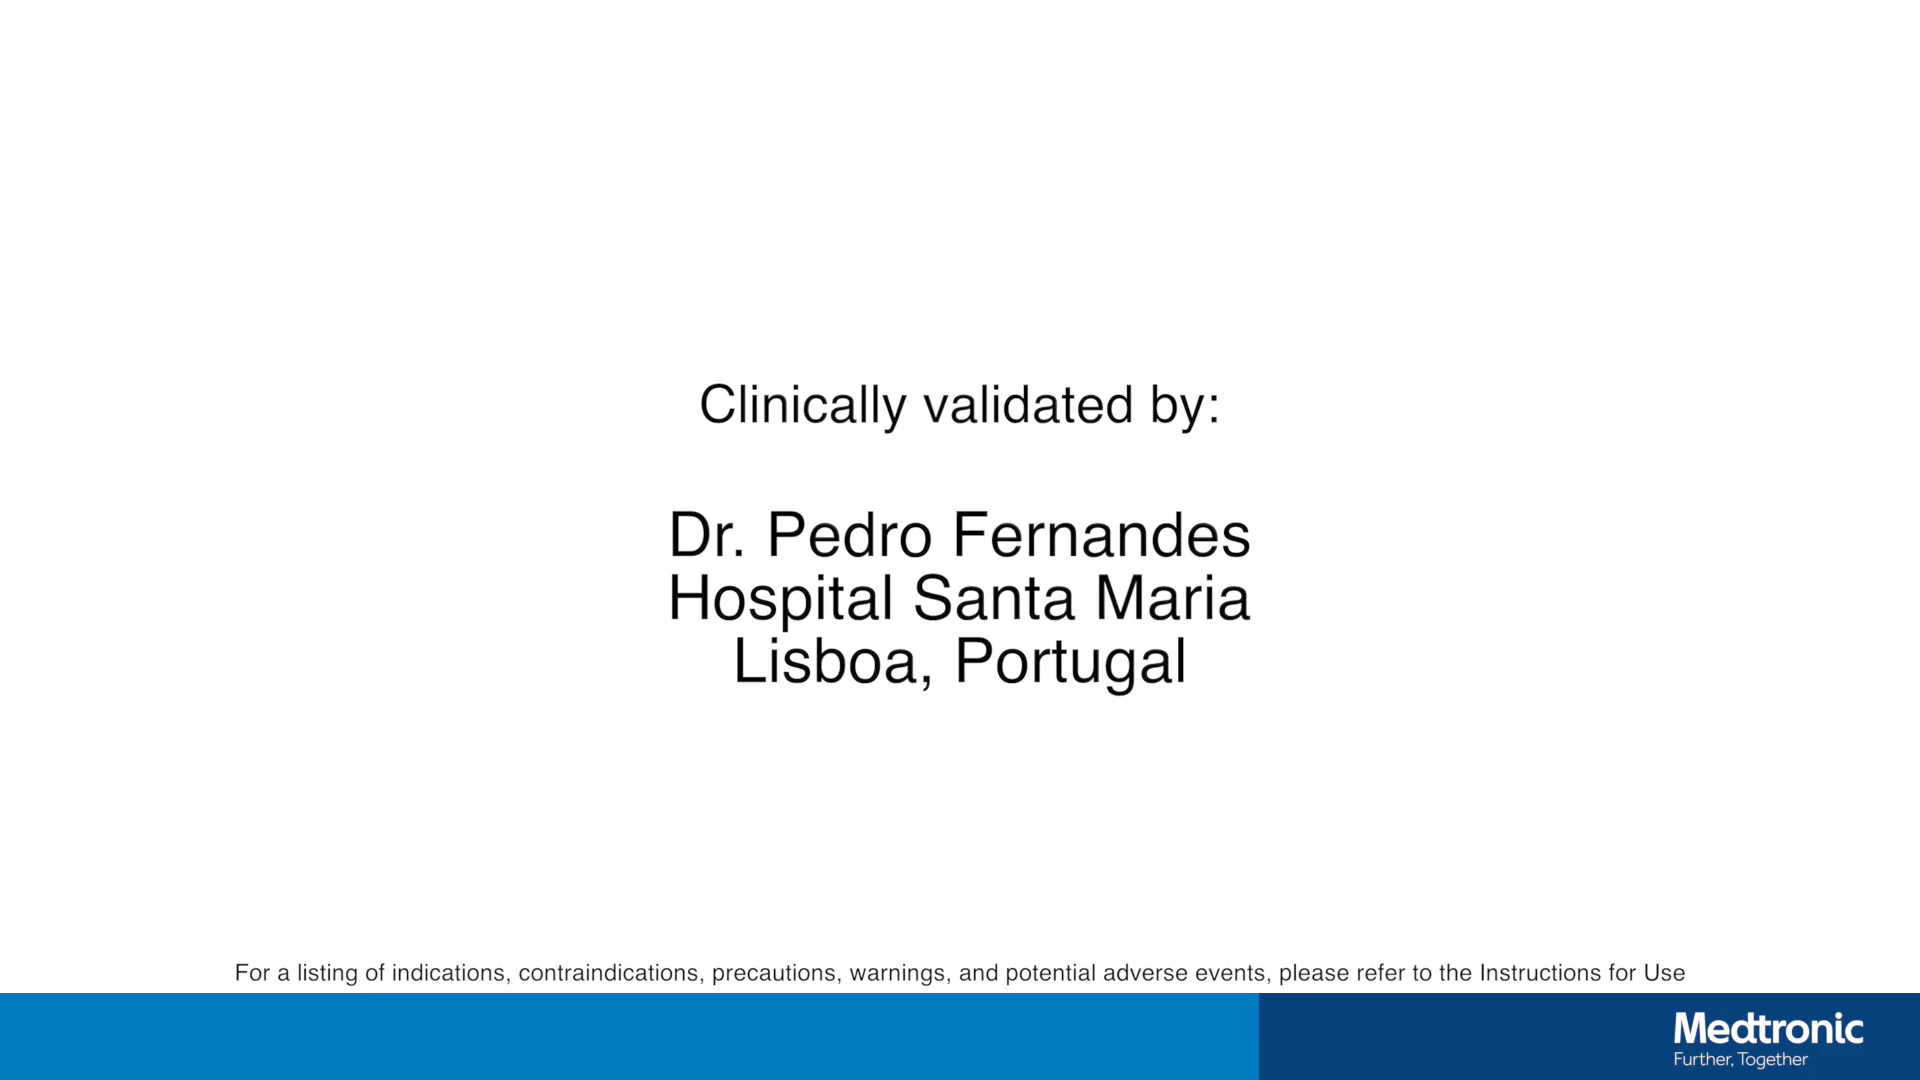 Clinically validated by:
Dr. Pedro Fernandes
Hospital Santa Maria
Lisboa, Portugal
For a listing of indications, contraindications, precautions, warnings, and potential adverse events, please refer to the Instructions for Use
Medtronic
Further, Together